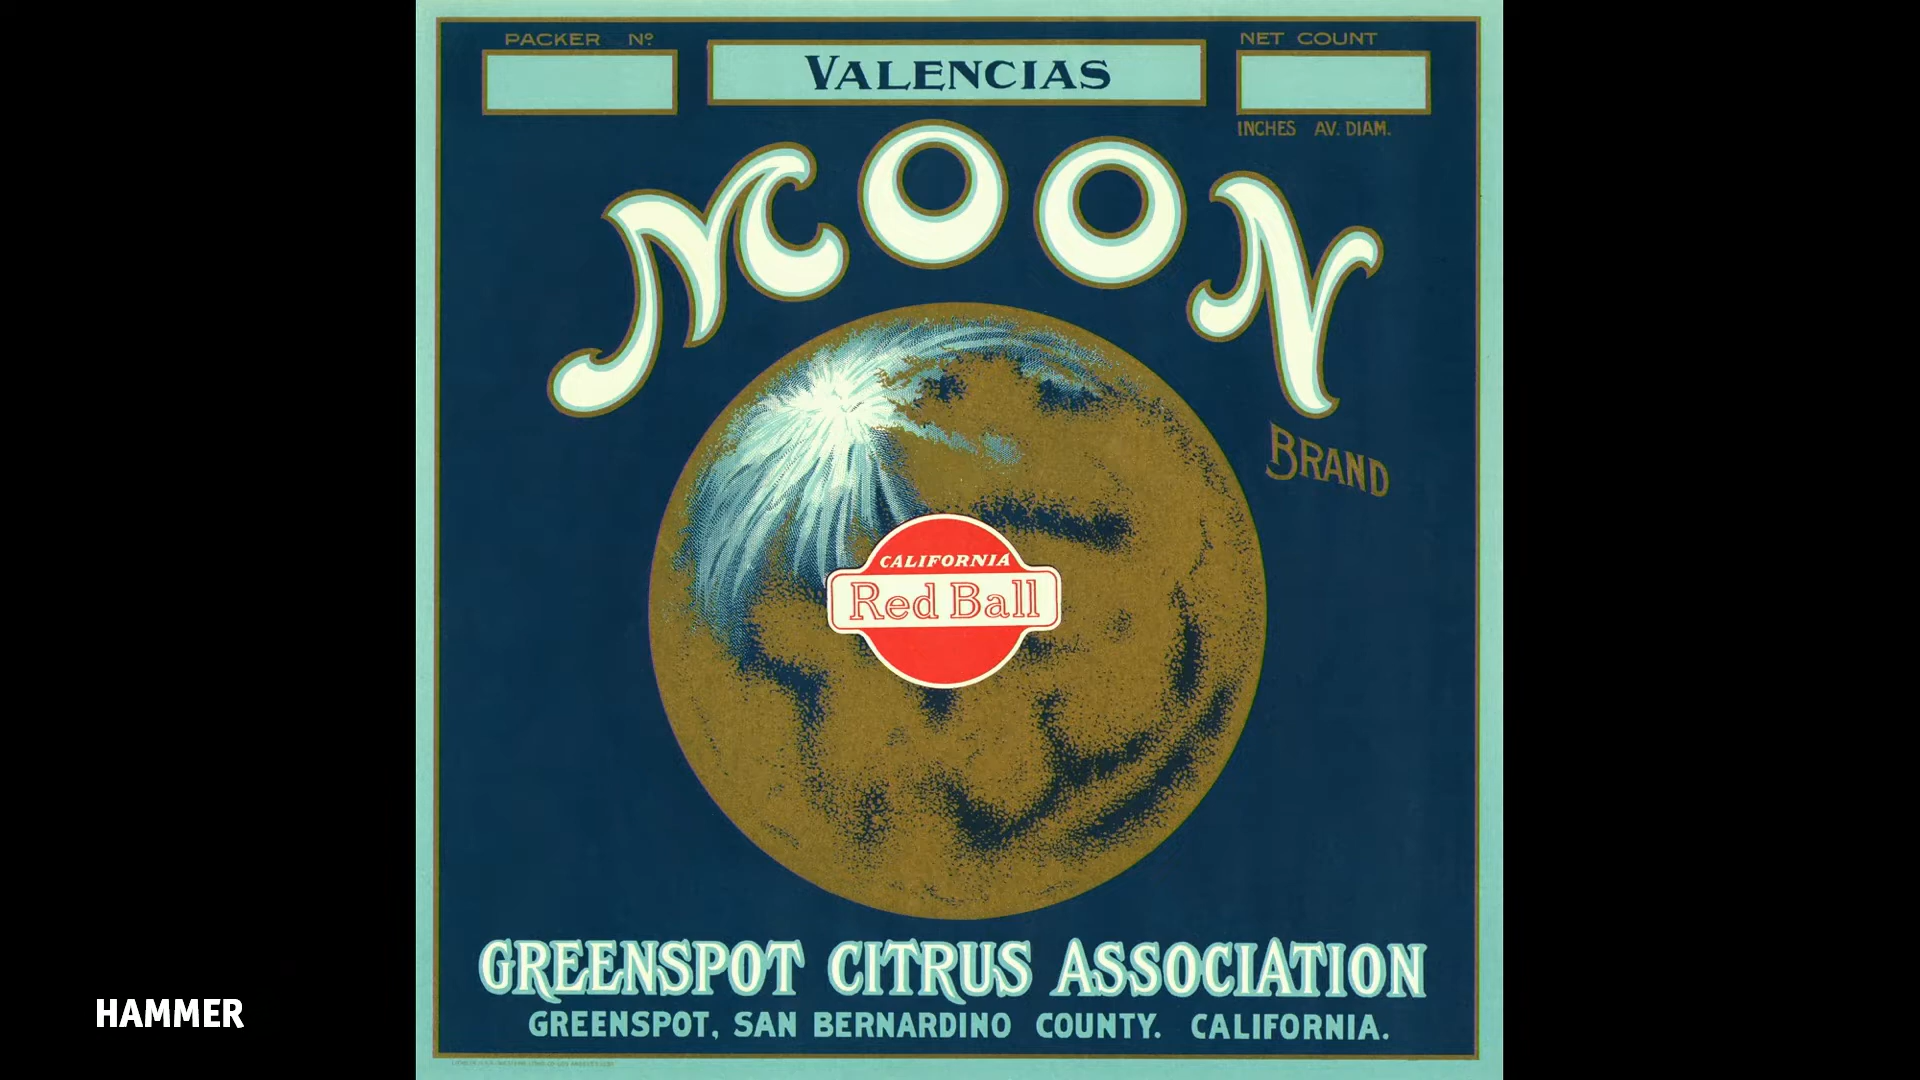 PACKER Nº
VALENCIAS
NET COUNT
INCHES AV. DIAM.
MOON
BRAND
CALIFORNIA
Red Ball
GREENSPOT CITRUS ASSOCIATION
GREENSPOT, SAN BERNARDINO COUNTY. CALIFORNIA.
HAMMER